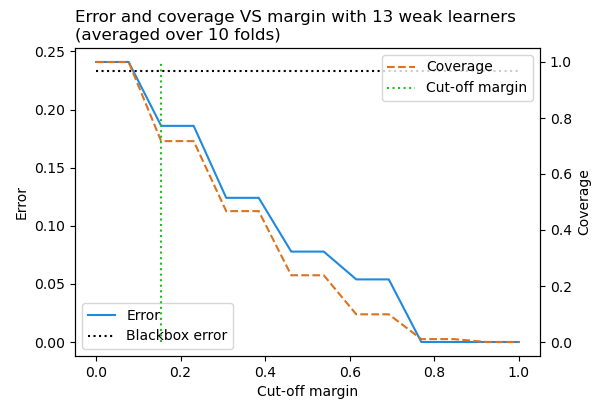 Error and coverage VS margin with 13 weak learners
(averaged over 10 folds)
0.25
0.20
0.15
0.10
0.05
0.00
Error
Coverage
Cut-off margin
1.0
0.8
0.6
0.4
0.2
0.0
Coverage
Error
Blackbox error
0.0 0.2 0.4 0.6 0.8 1.0
Cut-off margin